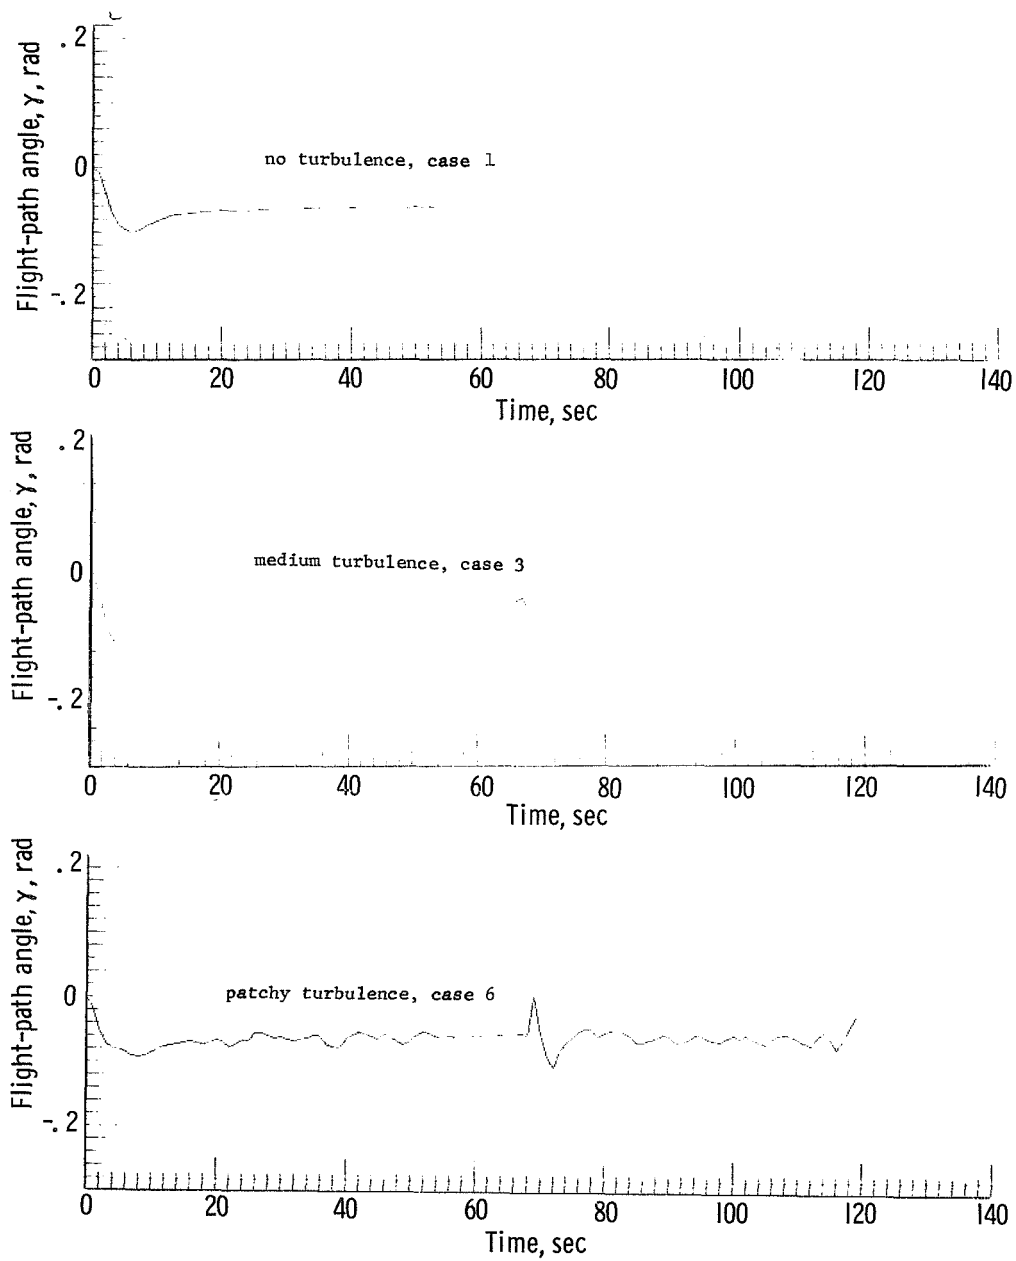 Flight-path angle, γ, rad
.2
0
-.2
no turbulence, case 1
0 20 40 60 80 100 120 140
Time, sec
Flight-path angle, γ, rad
.2
0
-.2
medium turbulence, case 3
0 20 40 60 80 100 120 140
Time, sec
Flight-path angle, γ, rad
.2
0
-.2
patchy turbulence, case 6
0 20 40 60 80 100 120 140
Time, sec